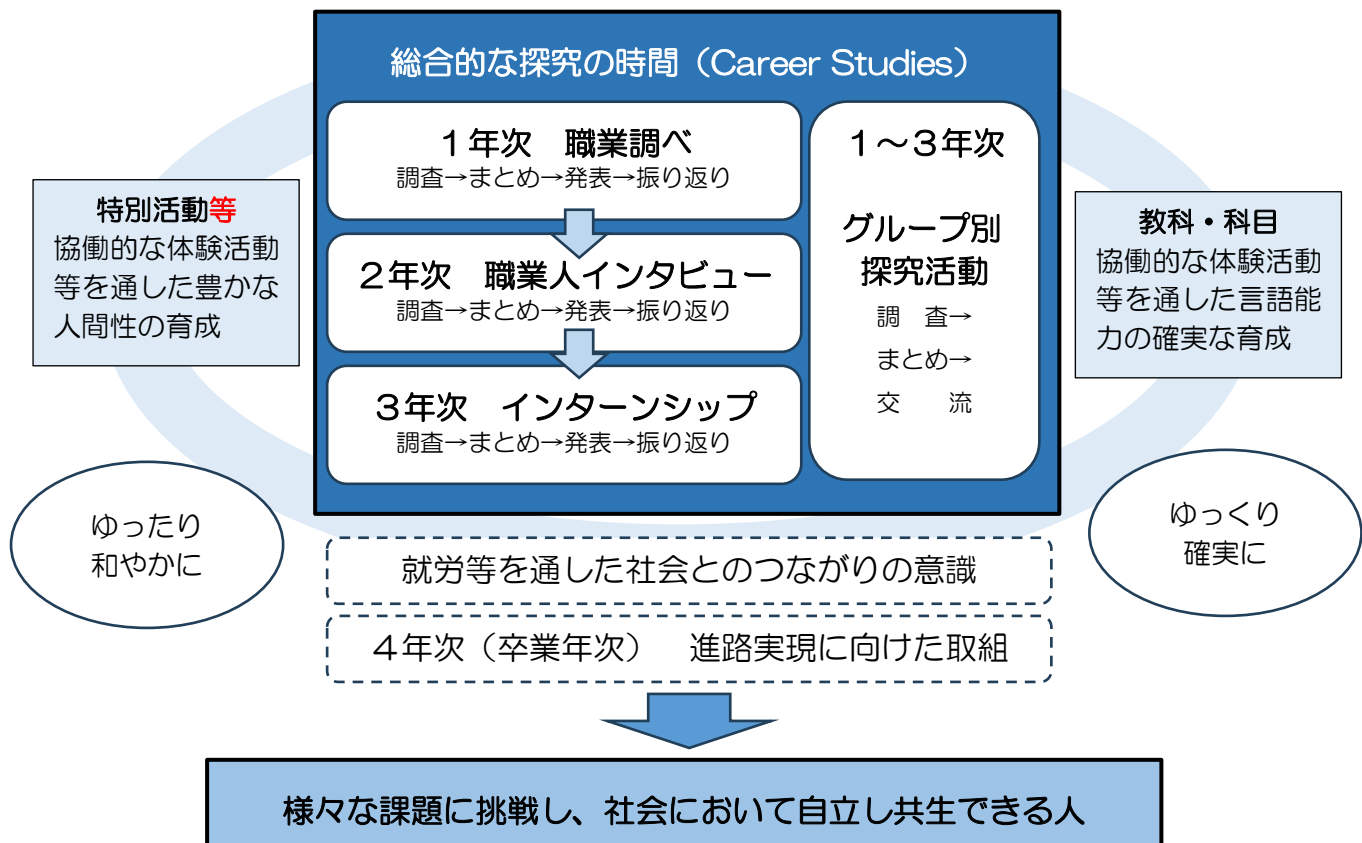 総合的な探究の時間（Career Studies）
１年次　職業調べ
調査→まとめ→発表→振り返り
２年次　職業人インタビュー
調査→まとめ→発表→振り返り
３年次　インターンシップ
調査→まとめ→発表→振り返り
１～３年次
グループ別
探究活動
調　査→
まとめ→
交　　流
特別活動等
協働的な体験活動
等を通した豊かな
人間性の育成
教科・科目
協働的な体験活動
等を通した言語能
力の確実な育成
ゆったり
和やかに
ゆっくり
確実に
就労等を通した社会とのつながりの意識
４年次（卒業年次）　進路実現に向けた取組
様々な課題に挑戦し、社会において自立し共生できる人